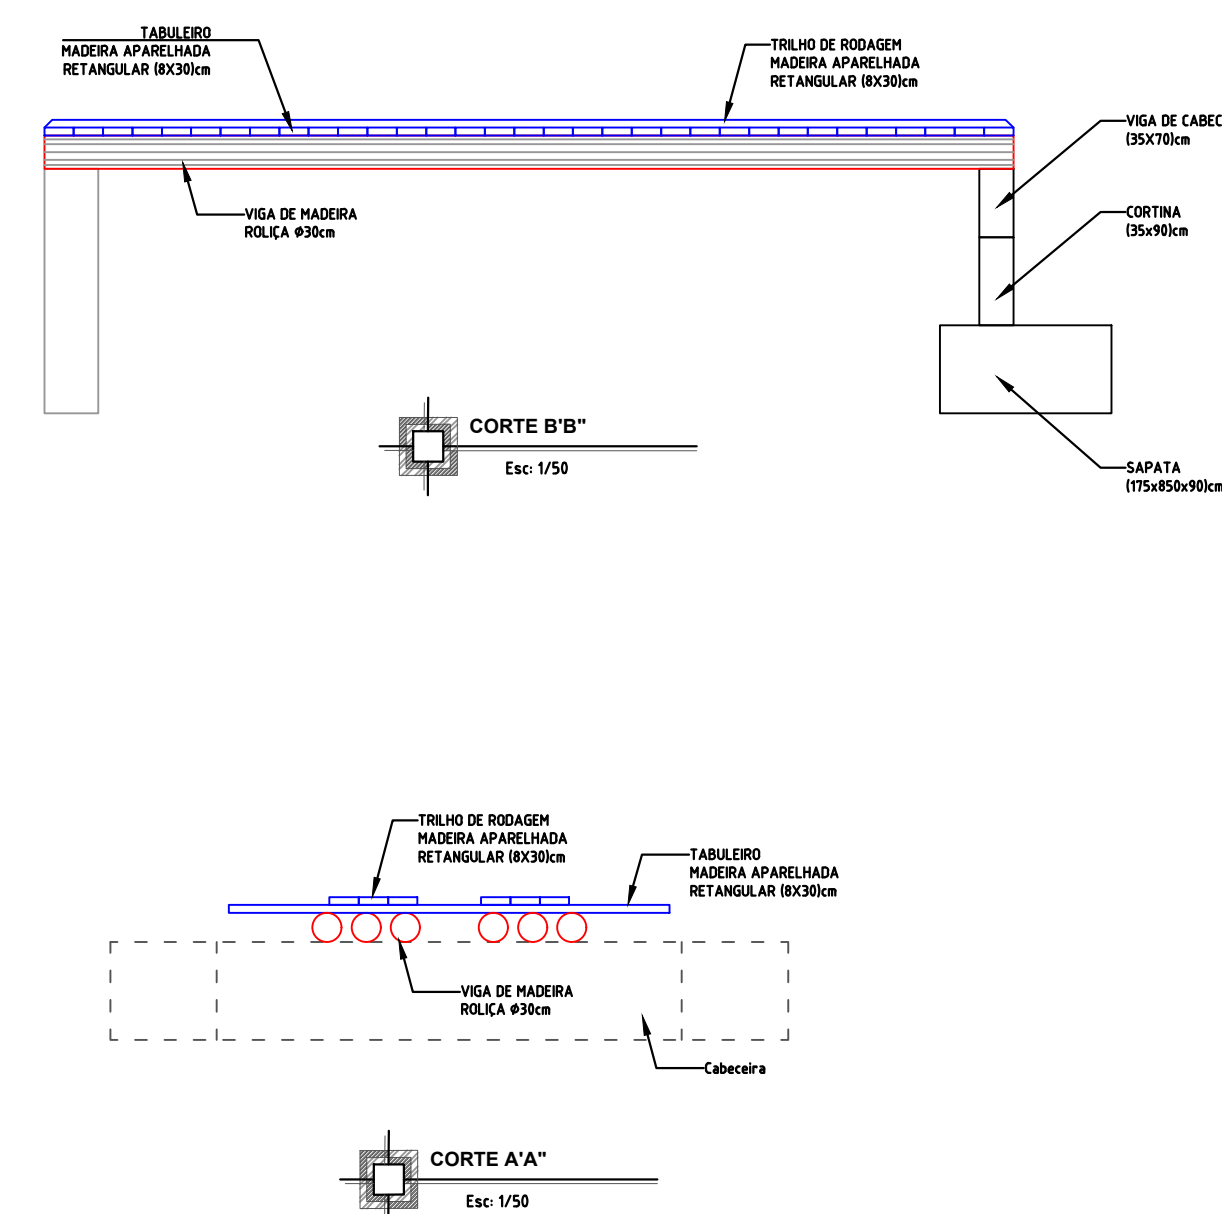 TABULEIRO
MADEIRA APARELHADA
RETANGULAR (8X30)cm
TRILHO DE RODAGEM
MADEIRA APARELHADA
RETANGULAR (8X30)cm
VIGA DE CABEC
(35X70)cm
VIGA DE MADEIRA
ROLIÇA Ø30cm
CORTINA
(35x90)cm
CORTE B'B"
Esc: 1/50
SAPATA
(175x850x90)cm
TRILHO DE RODAGEM
MADEIRA APARELHADA
RETANGULAR (8X30)cm
TABULEIRO
MADEIRA APARELHADA
RETANGULAR (8X30)cm
VIGA DE MADEIRA
ROLIÇA Ø30cm
Cabeceira
CORTE A'A"
Esc: 1/50